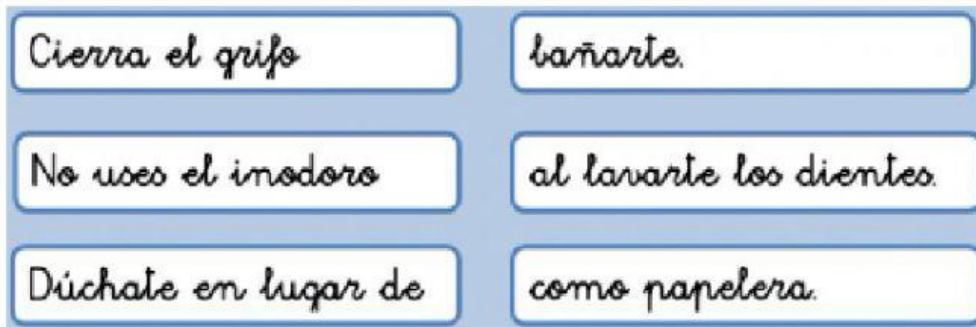 Cierra el grifo
bañarte.
No uses el inodoro
al lavarte los dientes.
Dúchate en lugar de
como papelera.